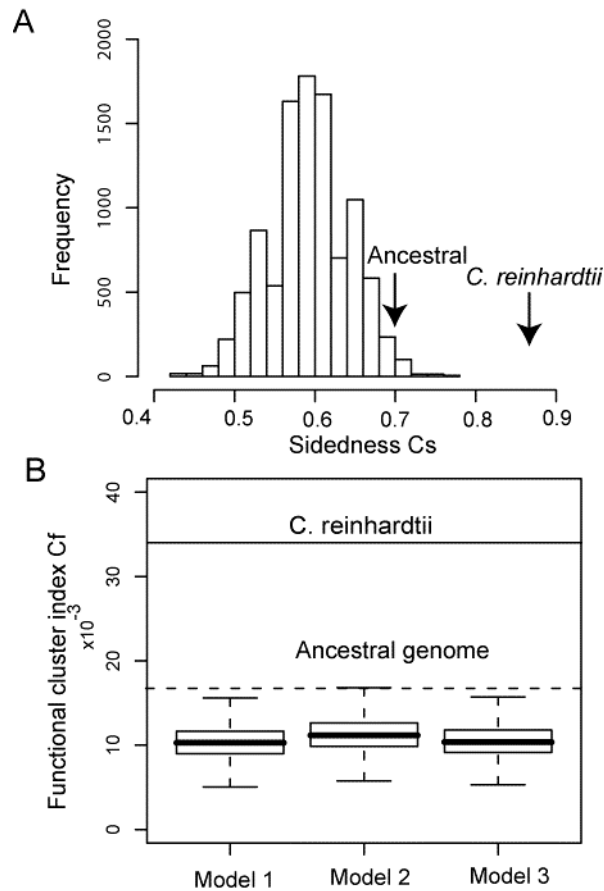 A
2000
1500
1000
500
0
Frequency
Ancestral
C. reinhardtii
0.4 0.5 0.6 0.7 0.8 0.9
Sidedness Cs
B
40
30
20
10
0
Functional cluster index Cf
x10-3
C. reinhardtii
Ancestral genome
Model 1 Model 2 Model 3